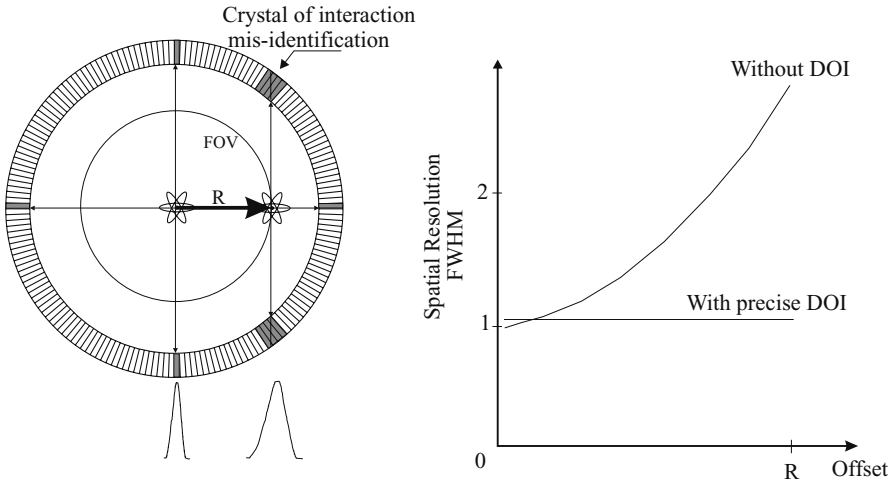 Crystal of interaction
mis-identification
FOV
R
Spatial Resolution
FWHM
Without DOI
2
With precise DOI
1
0
R
Offset